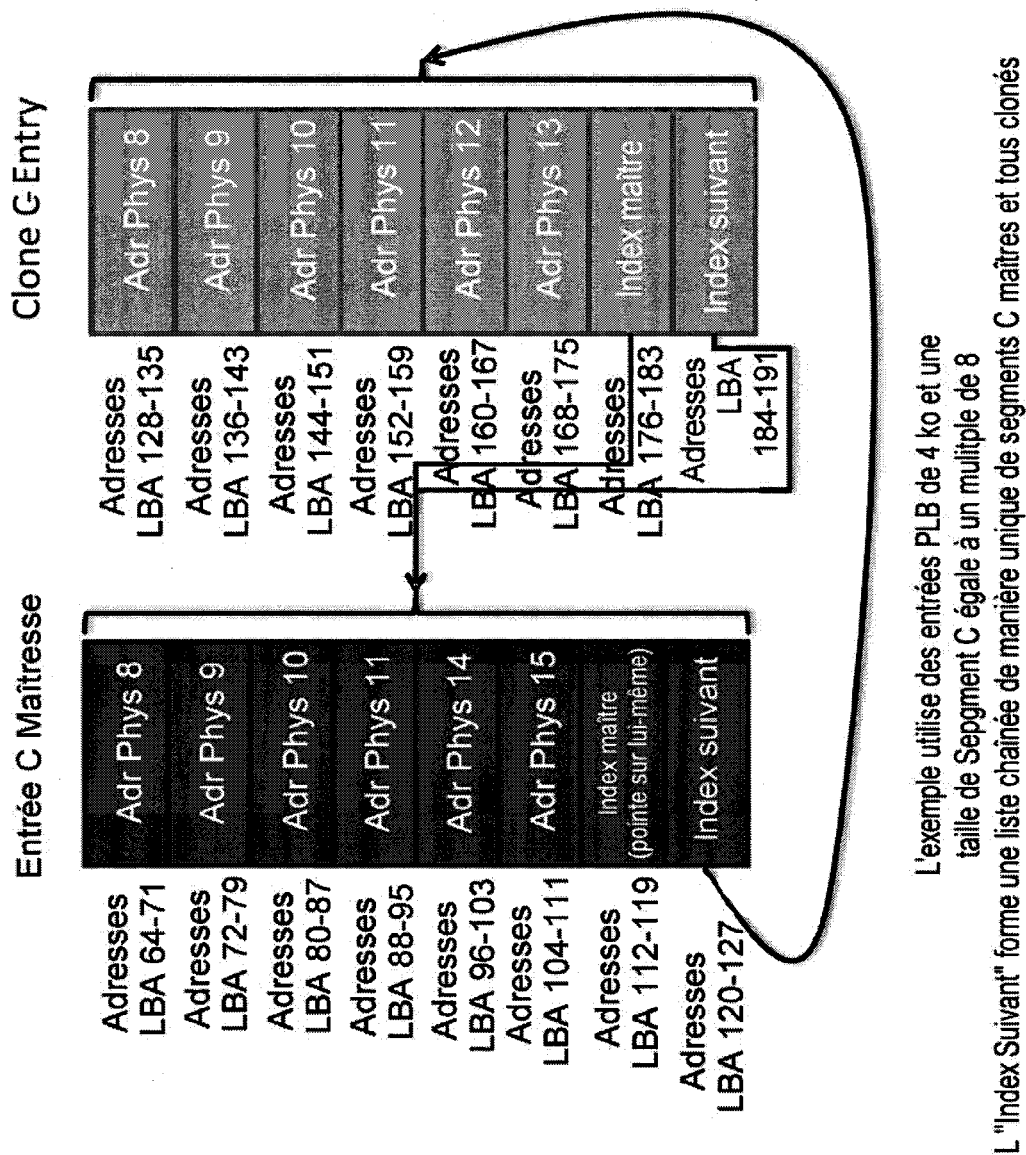 Entrée C Maîtresse
Adresses
LBA 64-71
Adr Phys 8
Adresses
LBA 72-79
Adr Phys 9
Adresses
LBA 80-87
Adr Phys 10
Adresses
LBA 88-95
Adr Phys 11
Adresses
LBA 96-103
Adr Phys 14
Adresses
LBA 104-111
Adr Phys 15
Adresses
LBA 112-119
Index maître
(pointe sur lui-même)
Adresses
LBA 120-127
Index suivant
Clone C-Entry
Adresses
LBA 128-135
Adr Phys 8
Adresses
LBA 136-143
Adr Phys 9
Adresses
LBA 144-151
Adr Phys 10
Adresses
LBA 152-159
Adr Phys 11
Adresses
LBA 160-167
Adr Phys 12
Adresses
LBA 168-175
Adr Phys 13
Adresses
LBA 176-183
Index maître
Adresses
LBA
184-191
Index suivant
L'exemple utilise des entrées PLB de 4 ko et une
taille de Sepgment C égale à un mulitple de 8
L "Index Suivant" forme une liste chaînée de manière unique de segments C maîtres et tous clonés